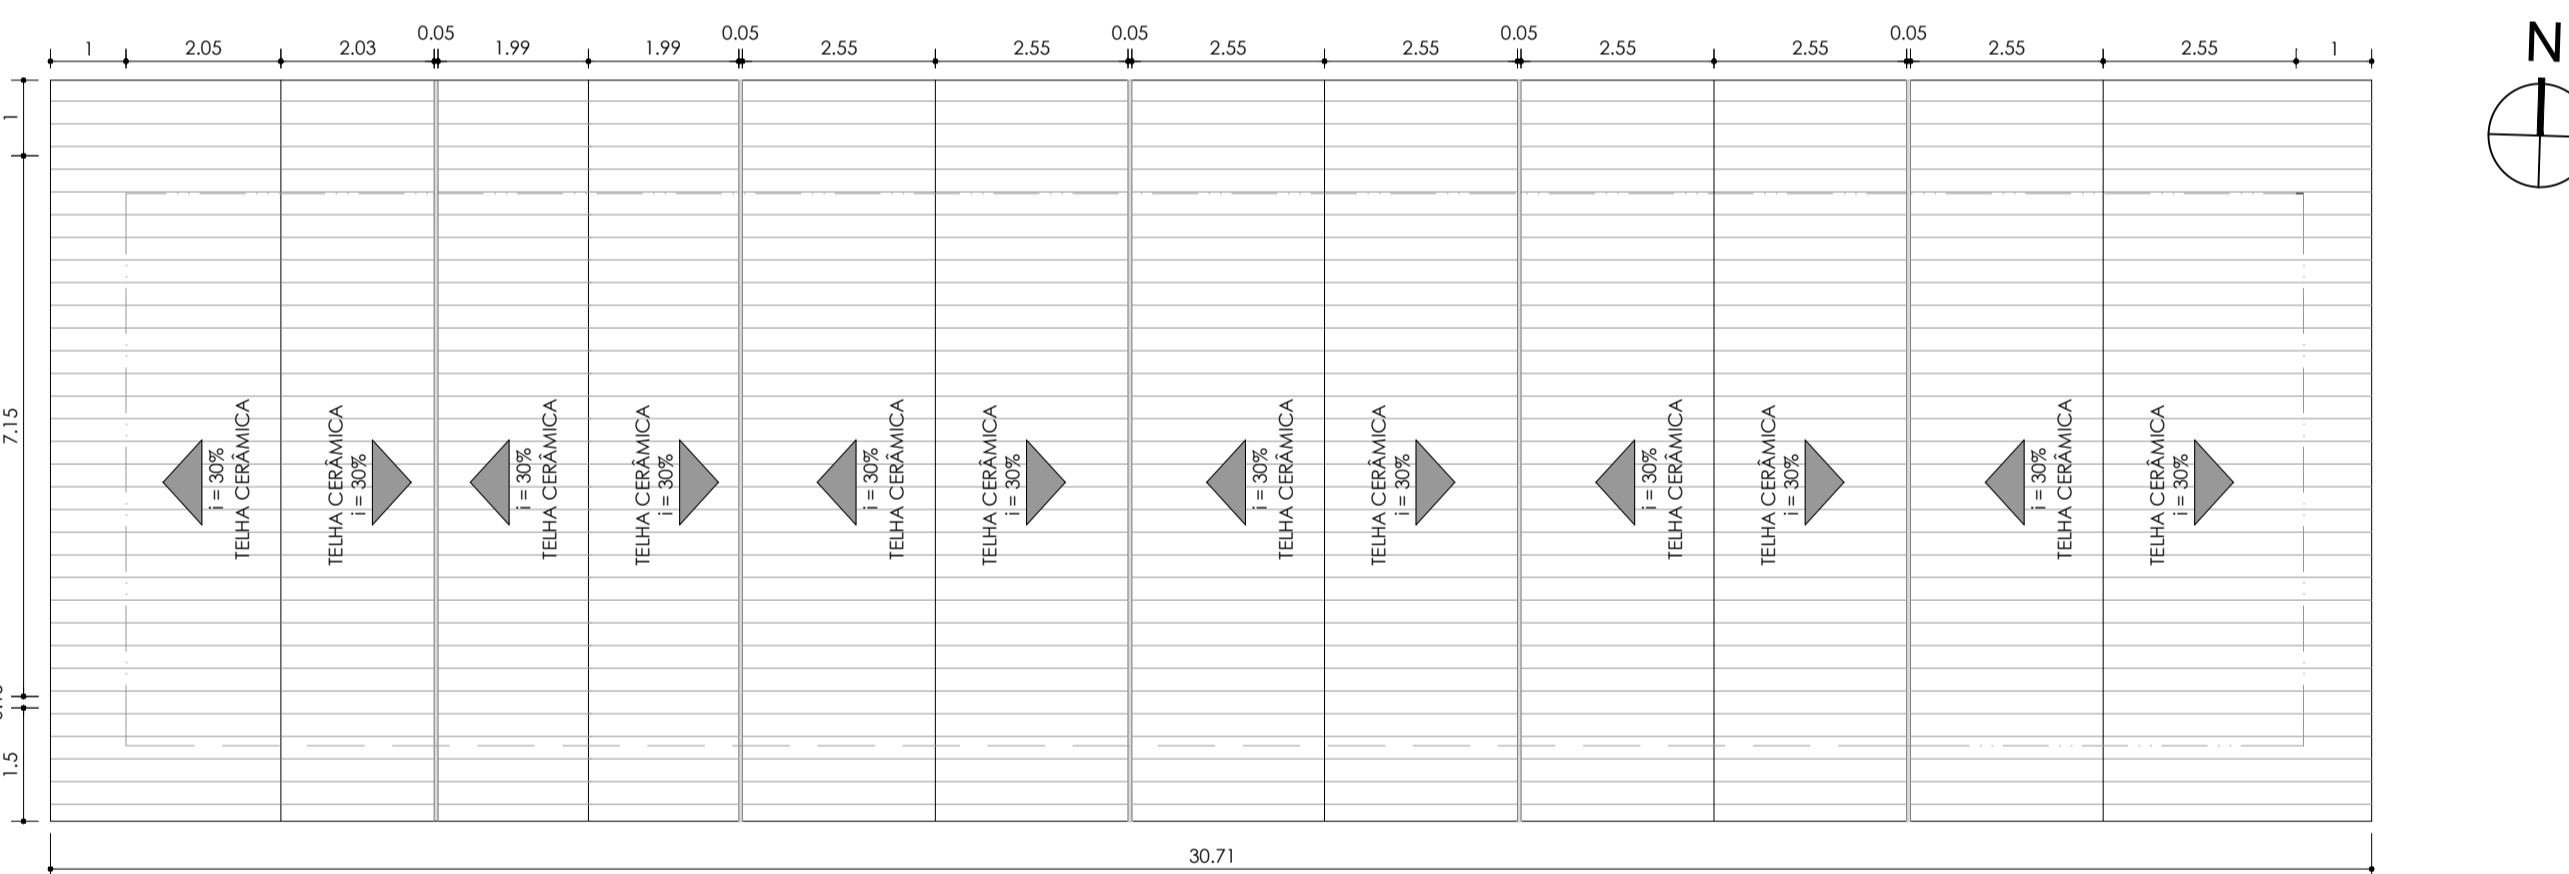 0.05 0.05 0.05 0.05 0.05
1 2.05 2.03 1.99 1.99 2.55 2.55 2.55 2.55 2.55 2.55 2.55 2.55 1
N
1
7.15
1.5
i = 30%
TELHA CERÂMICA
TELHA CERÂMICA
i = 30%
i = 30%
TELHA CERÂMICA
TELHA CERÂMICA
i = 30%
i = 30%
TELHA CERÂMICA
TELHA CERÂMICA
i = 30%
i = 30%
TELHA CERÂMICA
TELHA CERÂMICA
i = 30%
i = 30%
TELHA CERÂMICA
TELHA CERÂMICA
i = 30%
i = 30%
TELHA CERÂMICA
TELHA CERÂMICA
i = 30%
30.71